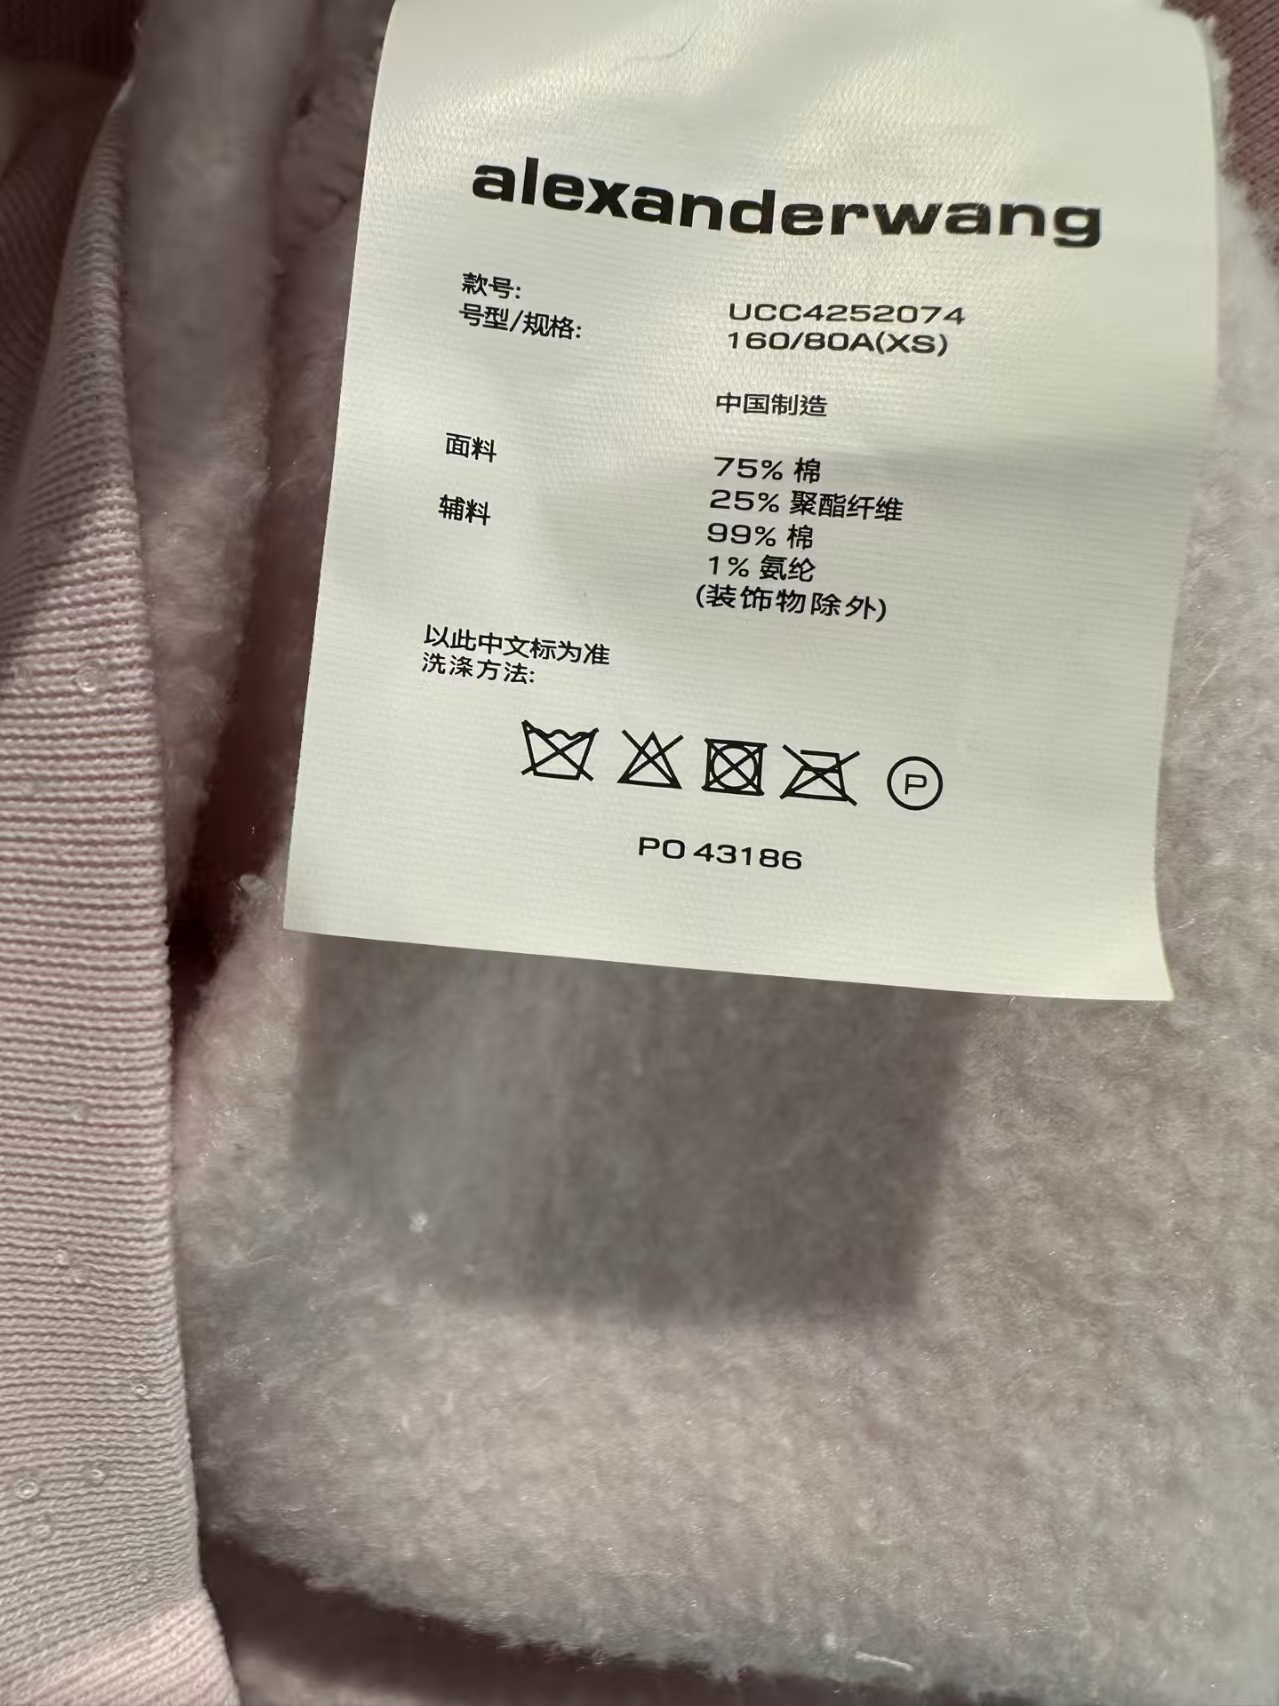 alexanderwang
款号: UCC4252074
号型/规格: 160/80A(XS)
中国制造
面料 75% 棉
25% 聚酯纤维
辅料 99% 棉
1% 氨纶
(装饰物除外)
以此中文标为准
洗涤方法:
P
PO 43186